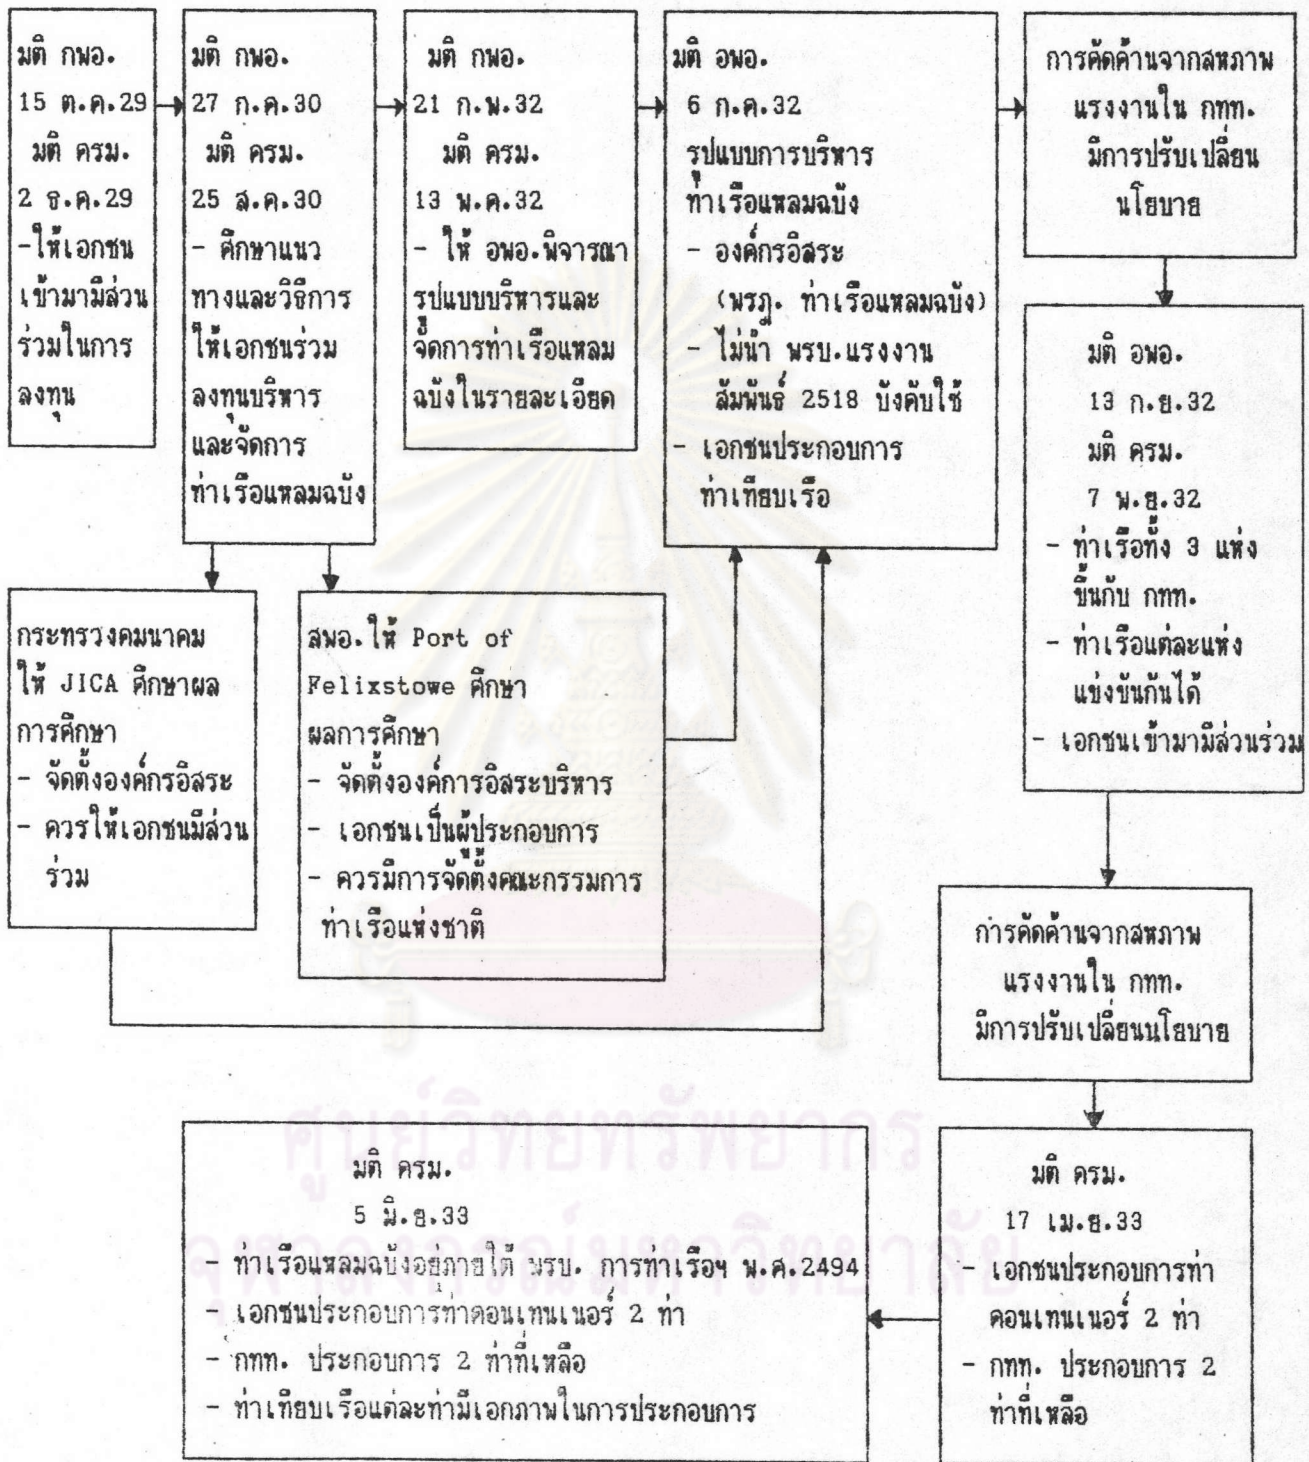 มติ กพอ.
15 ต.ค.29
มติ ครม.
2 ธ.ค.29
-ให้เอกชน
เข้ามามีส่วน
ร่วมในการ
ลงทุน
มติ กพอ.
27 ก.ค.30
มติ ครม.
25 ส.ค.30
- ศึกษาแนว
ทางและวิธีการ
ให้เอกชนร่วม
ลงทุนบริหาร
และจัดการ
ท่าเรือแหลมฉบัง
มติ กพอ.
21 ก.พ.32
มติ ครม.
13 พ.ค.32
- ให้ อพอ.พิจารณา
รูปแบบบริหารและ
จัดการท่าเรือแหลม
ฉบังในรายละเอียด
มติ อพอ.
6 ก.ค.32
รูปแบบการบริหาร
ท่าเรือแหลมฉบัง
- องค์กรอิสระ
(พรฎ. ท่าเรือแหลมฉบัง)
- ไม่นำ พรบ.แรงงาน
สัมพันธ์ 2518 บังคับใช้
- เอกชนประกอบการ
ท่าเทียบเรือ
การคัดค้านจากสหภาพ
แรงงานใน กทท.
มีการปรับเปลี่ยน
นโยบาย
มติ อพอ.
13 ก.ย.32
มติ ครม.
7 พ.ย.32
- ท่าเรือทั้ง 3 แห่ง
ขึ้นกับ กทท.
- ท่าเรือแต่ละแห่ง
แข่งขันกันได้
- เอกชนเข้ามามีส่วนร่วม
กระทรวงคมนาคม
ให้ JICA ศึกษาผล
การศึกษา
- จัดตั้งองค์กรอิสระ
- ควรให้เอกชนมีส่วน
ร่วม
สพอ.ให้ Port of
Felixstowe ศึกษา
ผลการศึกษา
- จัดตั้งองค์การอิสระบริหาร
- เอกชนเป็นผู้ประกอบการ
- ควรมีการจัดตั้งคณะกรรมการ
ท่าเรือแห่งชาติ
การคัดค้านจากสหภาพ
แรงงานใน กทท.
มีการปรับเปลี่ยนนโยบาย
มติ ครม.
17 เม.ย.33
- เอกชนประกอบการท่า
คอนเทนเนอร์ 2 ท่า
- กทท. ประกอบการ 2
ท่าที่เหลือ
มติ ครม.
5 มิ.ย.33
- ท่าเรือแหลมฉบังอยู่ภายใต้ พรบ. การท่าเรือฯ พ.ศ.2494
- เอกชนประกอบการท่าคอนเทนเนอร์ 2 ท่า
- กทท. ประกอบการ 2 ท่าที่เหลือ
- ท่าเทียบเรือแต่ละท่ามีเอกภาพในการประกอบการ
ศูนย์วิทยทรัพยากร
จุฬาลงกรณ์มหาวิทยาลัย